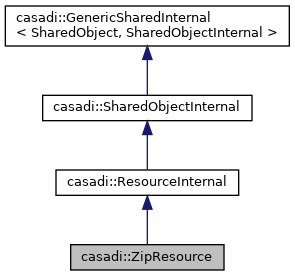 casadi::GenericSharedInternal
< SharedObject, SharedObjectInternal >
casadi::SharedObjectInternal
casadi::ResourceInternal
casadi::ZipResource